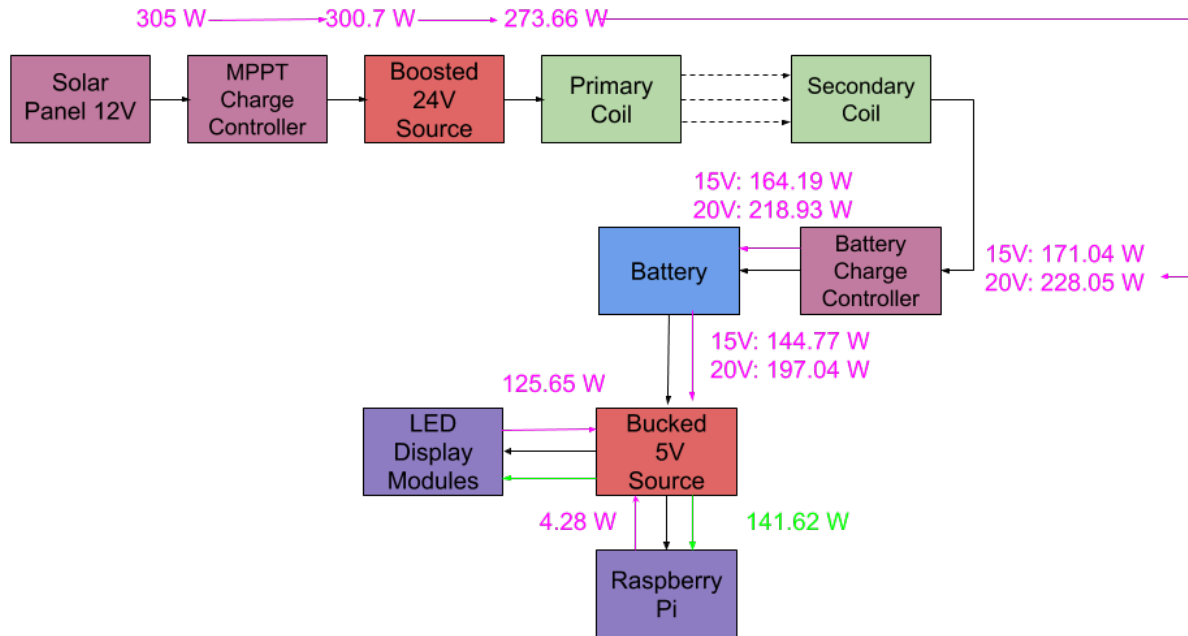 305 W
300.7 W
273.66 W
Solar
Panel 12V
MPPT
Charge
Controller
Boosted
24V
Source
Primary
Coil
Secondary
Coil
15V: 164.19 W
20V: 218.93 W
Battery
Battery
Charge
Controller
15V: 171.04 W
20V: 228.05 W
15V: 144.77 W
20V: 197.04 W
125.65 W
LED
Display
Modules
Bucked
5V
Source
4.28 W
141.62 W
Raspberry
Pi